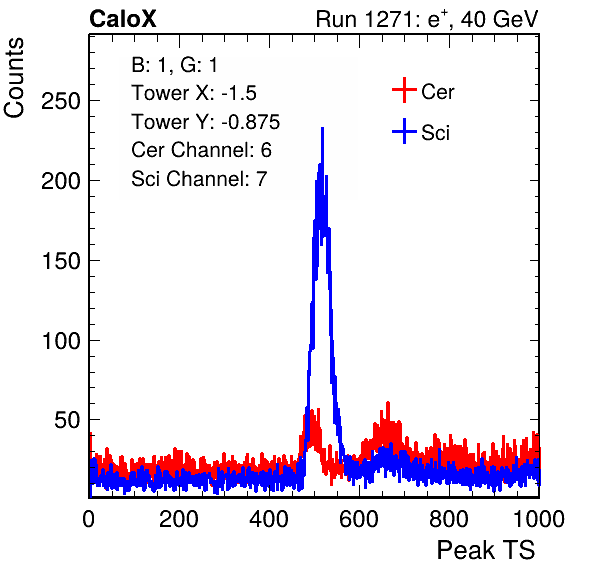 CaloX Run 1271: e⁺, 40 GeV
Counts
B: 1, G: 1
Tower X: -1.5
Tower Y: -0.875
Cer Channel: 6
Sci Channel: 7
Cer
Sci
250
200
150
100
50
0 200 400 600 800 1000
Peak TS